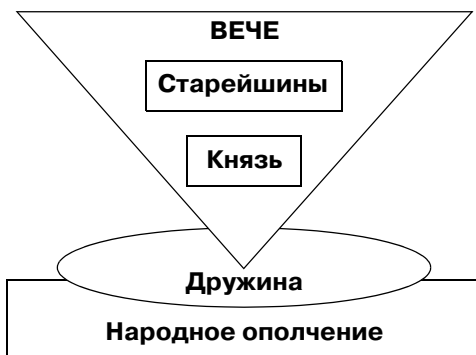 ВЕЧЕ
Старейшины
Князь
Дружина
Народное ополчение